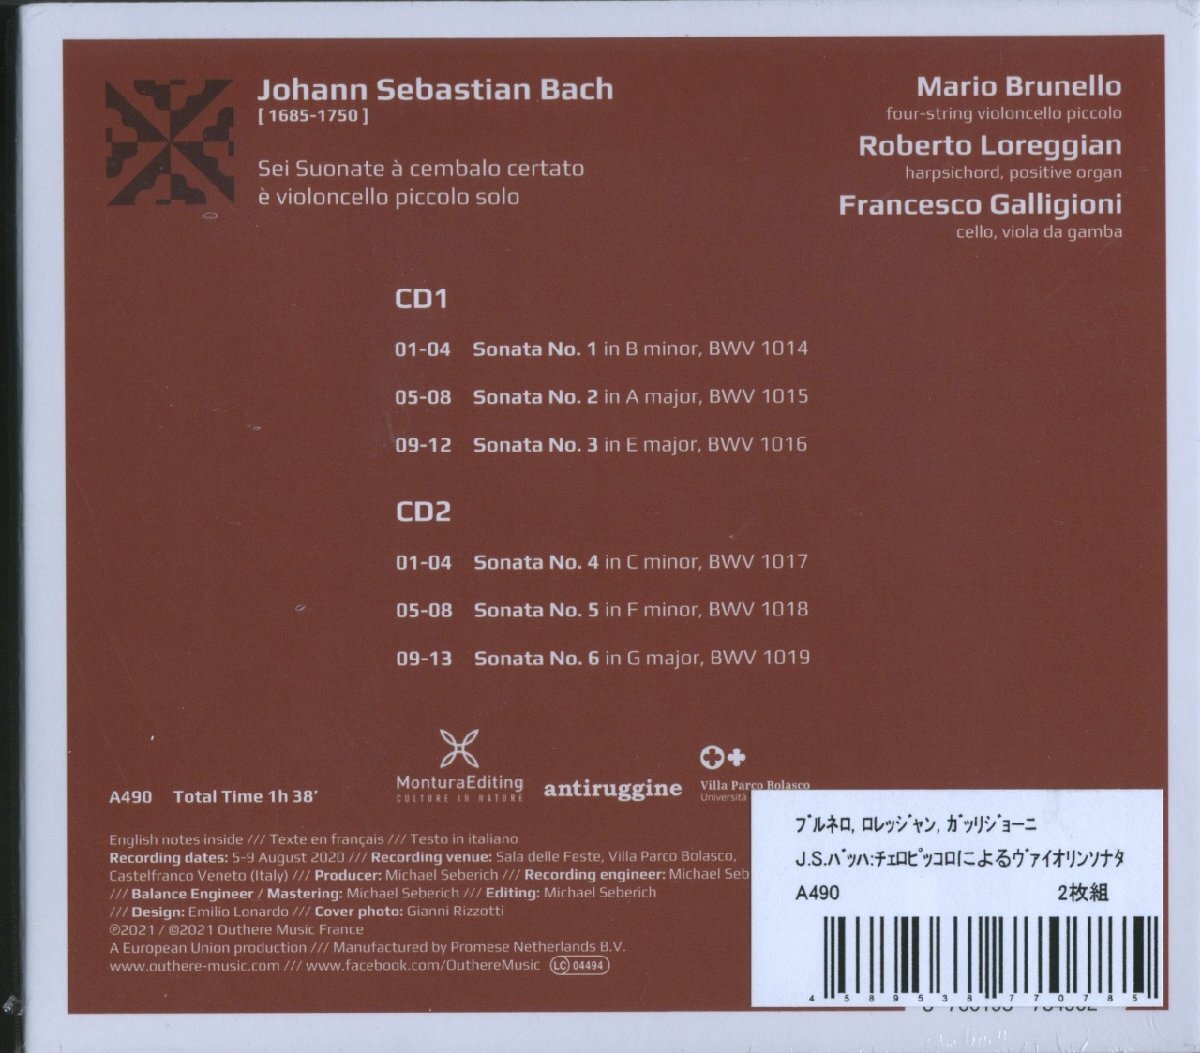 Johann Sebastian Bach
[ 1685-1750 ]
Sei Suonate à cembalo certato
è violoncello piccolo solo
Mario Brunello
four-string violoncello piccolo
Roberto Loreggian
harpsichord, positive organ
Francesco Galligioni
cello, viola da gamba
CD1
01-04 Sonata No. 1 in B minor, BWV 1014
05-08 Sonata No. 2 in A major, BWV 1015
09-12 Sonata No. 3 in E major, BWV 1016
CD2
01-04 Sonata No. 4 in C minor, BWV 1017
05-08 Sonata No. 5 in F minor, BWV 1018
09-13 Sonata No. 6 in G major, BWV 1019
MonturaEditing
CULTURE IN NATURE
antiruggine
Villa Parco Bolasco
Università
A490 Total Time 1h 38’
English notes inside /// Texte en français /// Testo in italiano
Recording dates: 5-9 August 2020 /// Recording venue: Sala delle Feste, Villa Parco Bolasco,
Castelfranco Veneto (Italy) /// Producer: Michael Seberich /// Recording engineer: Michael Seb
/// Balance Engineer / Mastering: Michael Seberich /// Editing: Michael Seberich
/// Design: Emilio Lonardo /// Cover photo: Gianni Rizzotti
℗2021 / ©2021 Outhere Music France
A European Union production /// Manufactured by Promese Netherlands B.V.
www.outhere-music.com /// www.facebook.com/OuthereMusic LC 04494
ﾌﾞﾙﾈﾛ, ﾛﾚｯｼﾞｬﾝ, ｶﾞｯﾘｼﾞｮｰﾆ
J.S.ﾊﾞｯﾊ:ﾁｪﾛﾋﾟｯｺﾛによるｳﾞｧｲｵﾘﾝｿﾅﾀ
A490 2枚組
4589538770785